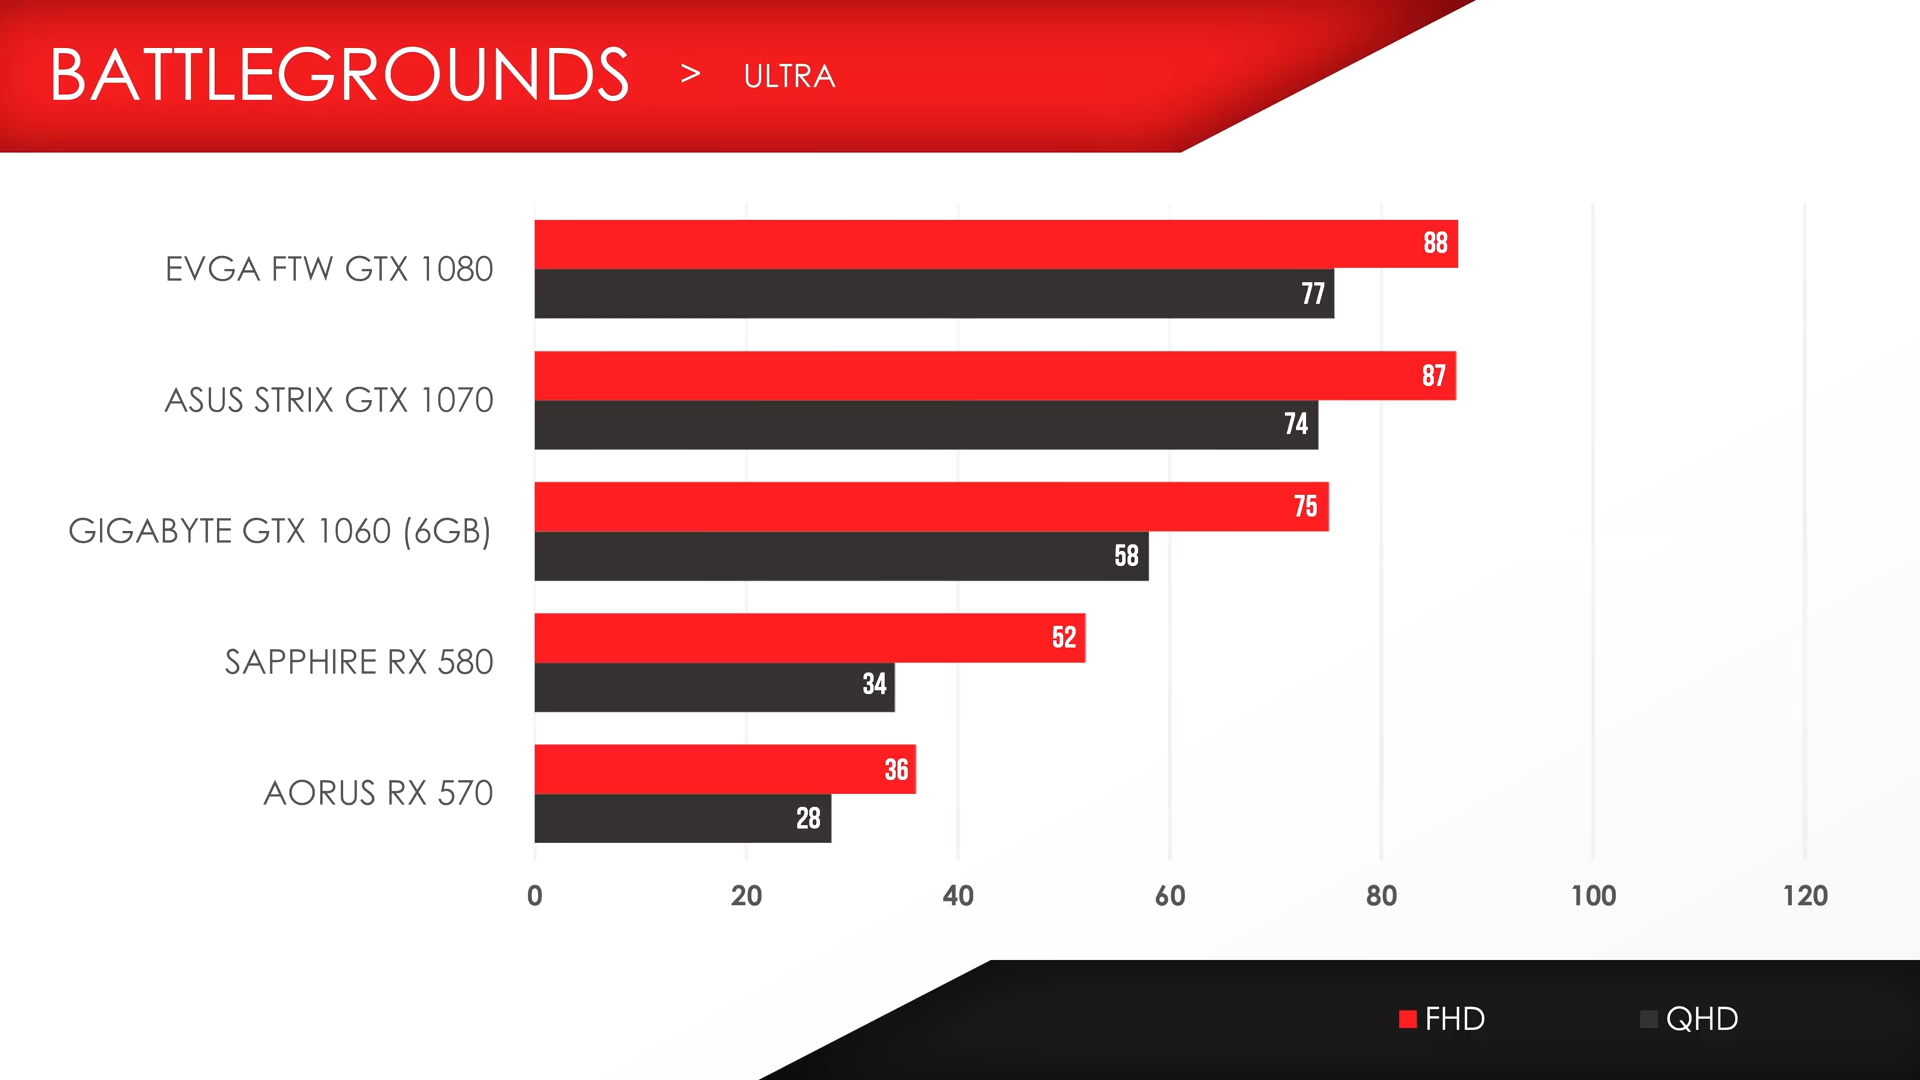 BATTLEGROUNDS > ULTRA
EVGA FTW GTX 1080
88
77
ASUS STRIX GTX 1070
87
74
GIGABYTE GTX 1060 (6GB)
75
58
SAPPHIRE RX 580
52
34
AORUS RX 570
36
28
0 20 40 60 80 100 120
FHD QHD